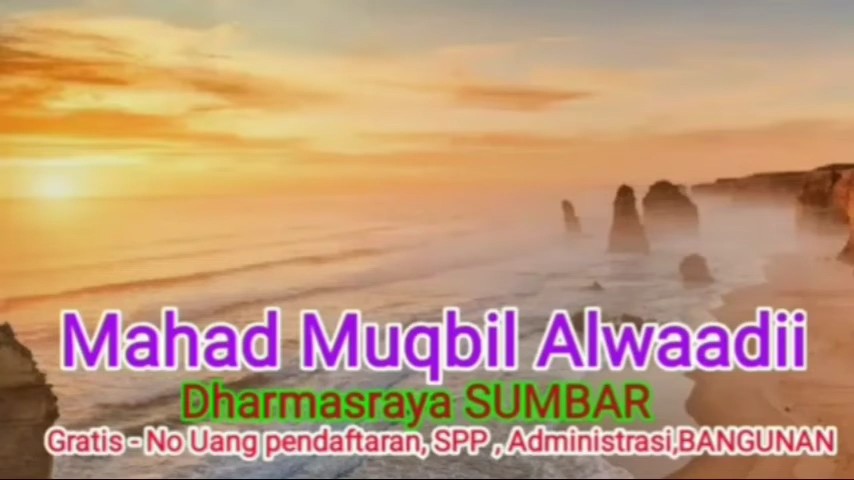 Mahad Muqbil Alwaadii
Dharmasraya SUMBAR
Gratis - No Uang pendaftaran, SPP , Administrasi,BANGUNAN